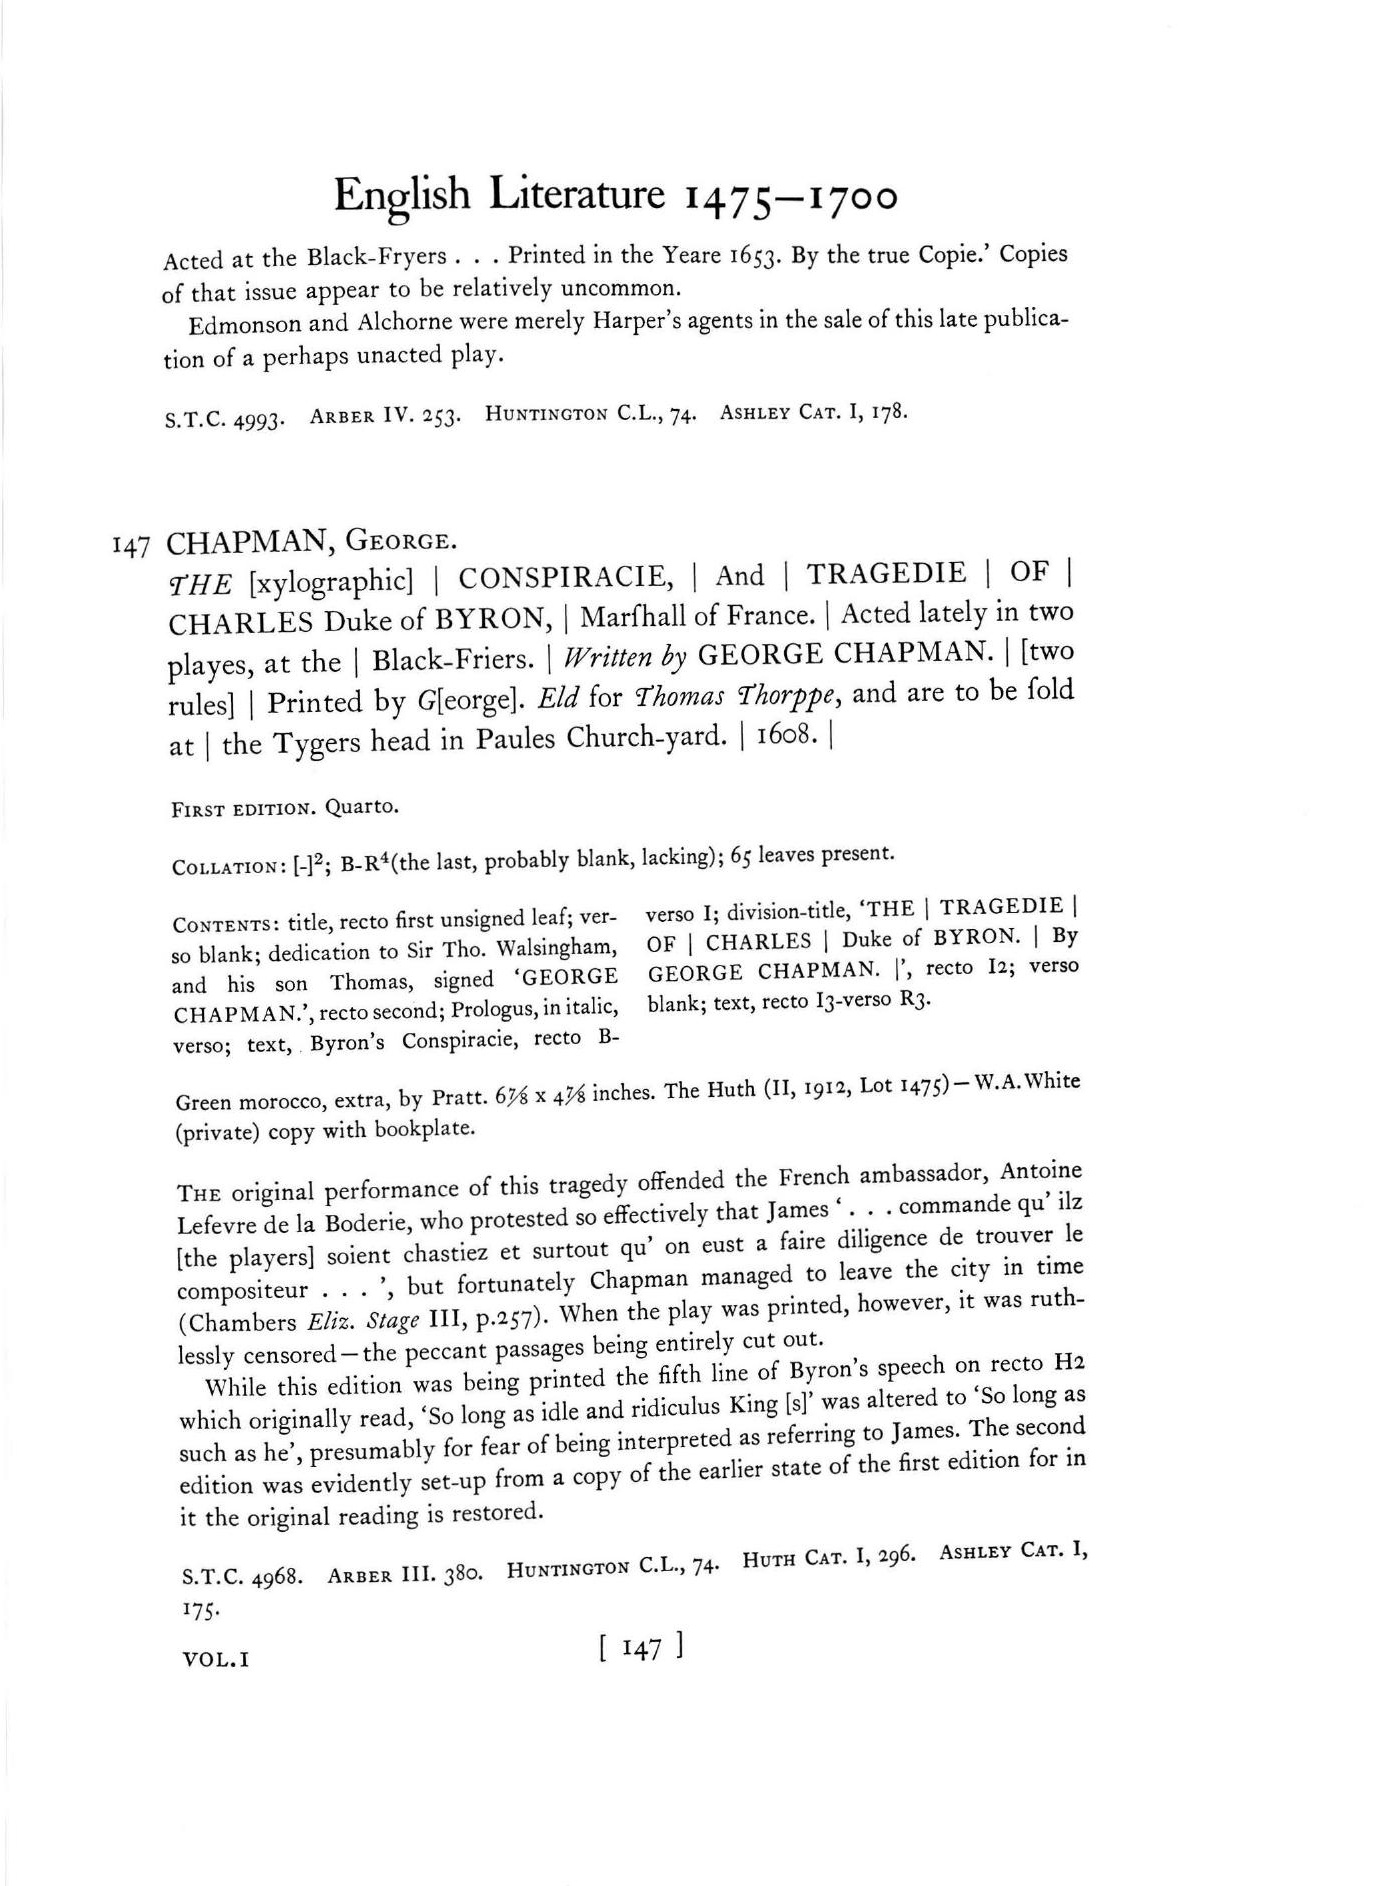 English Literature 1475–1700
Acted at the Black-Fryers . . . Printed in the Yeare 1653. By the true Copie.’ Copies
of that issue appear to be relatively uncommon.
Edmonson and Alchorne were merely Harper’s agents in the sale of this late publica-
tion of a perhaps unacted play.
S.T.C. 4993. Arber IV. 253. Huntington C.L., 74. Ashley Cat. I, 178.
147 CHAPMAN, George.
THE [xylographic] | CONSPIRACIE, | And | TRAGEDIE | OF |
CHARLES Duke of BYRON, | Marſhall of France. | Acted lately in two
playes, at the | Black-Friers. | Written by GEORGE CHAPMAN. | [two
rules] | Printed by G[eorge]. Eld for Thomas Thorppe, and are to be ſold
at | the Tygers head in Paules Church-yard. | 1608. |
First edition. Quarto.
Collation: [-]²; B-R⁴(the last, probably blank, lacking); 65 leaves present.
Contents: title, recto first unsigned leaf; ver-
so blank; dedication to Sir Tho. Walsingham,
and his son Thomas, signed ‘GEORGE
CHAPMAN.’, recto second; Prologus, in italic,
verso; text, Byron’s Conspiracie, recto B-
verso I; division-title, ‘THE | TRAGEDIE |
OF | CHARLES | Duke of BYRON. | By
GEORGE CHAPMAN. |’, recto I2; verso
blank; text, recto I3-verso R3.
Green morocco, extra, by Pratt. 6⅞ x 4⅞ inches. The Huth (II, 1912, Lot 1475)—W.A.White
(private) copy with bookplate.
The original performance of this tragedy offended the French ambassador, Antoine
Lefevre de la Boderie, who protested so effectively that James ‘ . . . commande qu’ ilz
[the players] soient chastiez et surtout qu’ on eust a faire diligence de trouver le
compositeur . . . ’, but fortunately Chapman managed to leave the city in time
(Chambers Eliz. Stage III, p.257). When the play was printed, however, it was ruth-
lessly censored—the peccant passages being entirely cut out.
While this edition was being printed the fifth line of Byron’s speech on recto H2
which originally read, ‘So long as idle and ridiculus King [s]’ was altered to ‘So long as
such as he’, presumably for fear of being interpreted as referring to James. The second
edition was evidently set-up from a copy of the earlier state of the first edition for in
it the original reading is restored.
S.T.C. 4968. Arber III. 380. Huntington C.L., 74. Huth Cat. I, 296. Ashley Cat. I,
175.
VOL.I
[ 147 ]